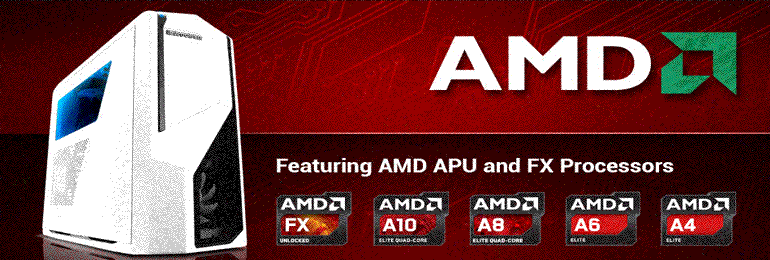 AMD
Featuring AMD APU and FX Processors
AMD
FX
UNLOCKED
AMD
A10
ELITE QUAD-CORE
AMD
A8
ELITE QUAD-CORE
AMD
A6
ELITE
AMD
A4
ELITE